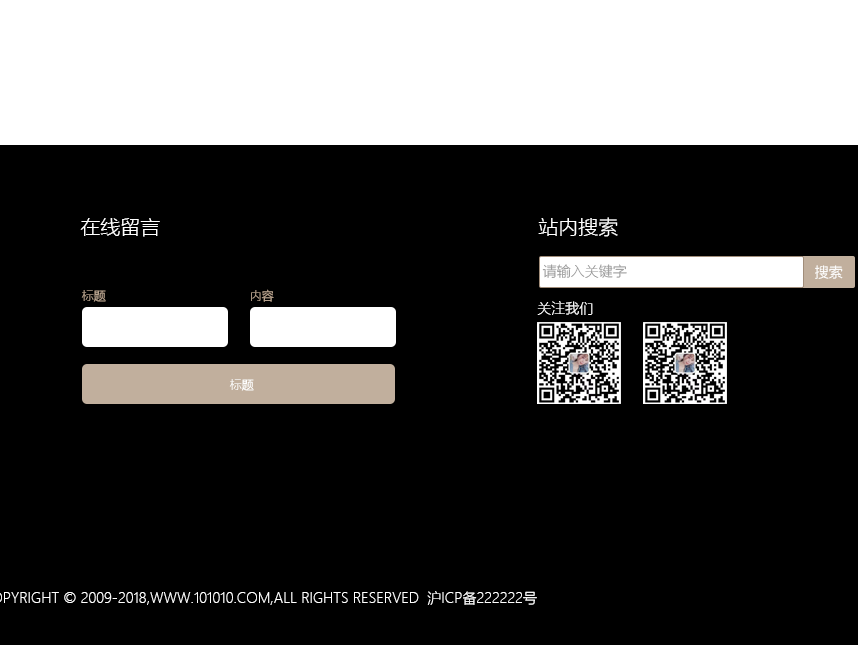 在线留言
站内搜索
请输入关键字
搜索
标题
内容
关注我们
标题
OPYRIGHT © 2009-2018,WWW.101010.COM,ALL RIGHTS RESERVED 沪ICP备222222号